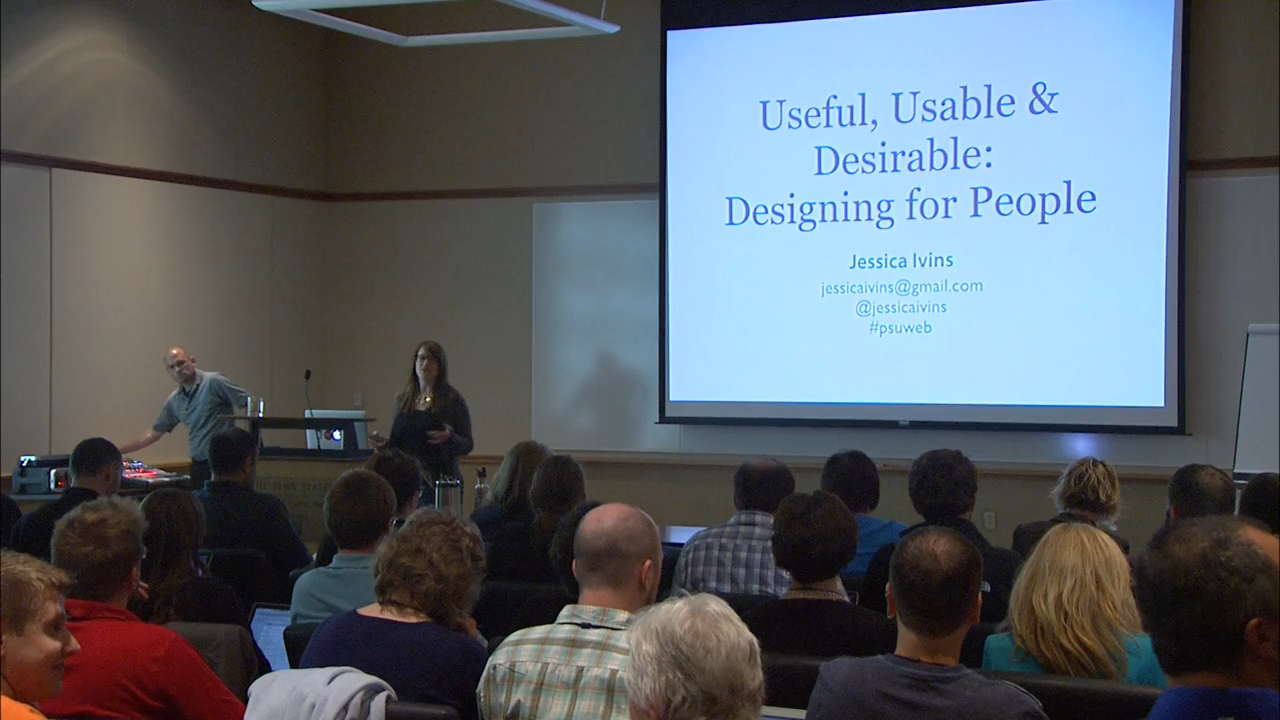 Useful, Usable &
Desirable:
Designing for People
Jessica Ivins
jessicaivins@gmail.com
@jessicaivins
#psuweb